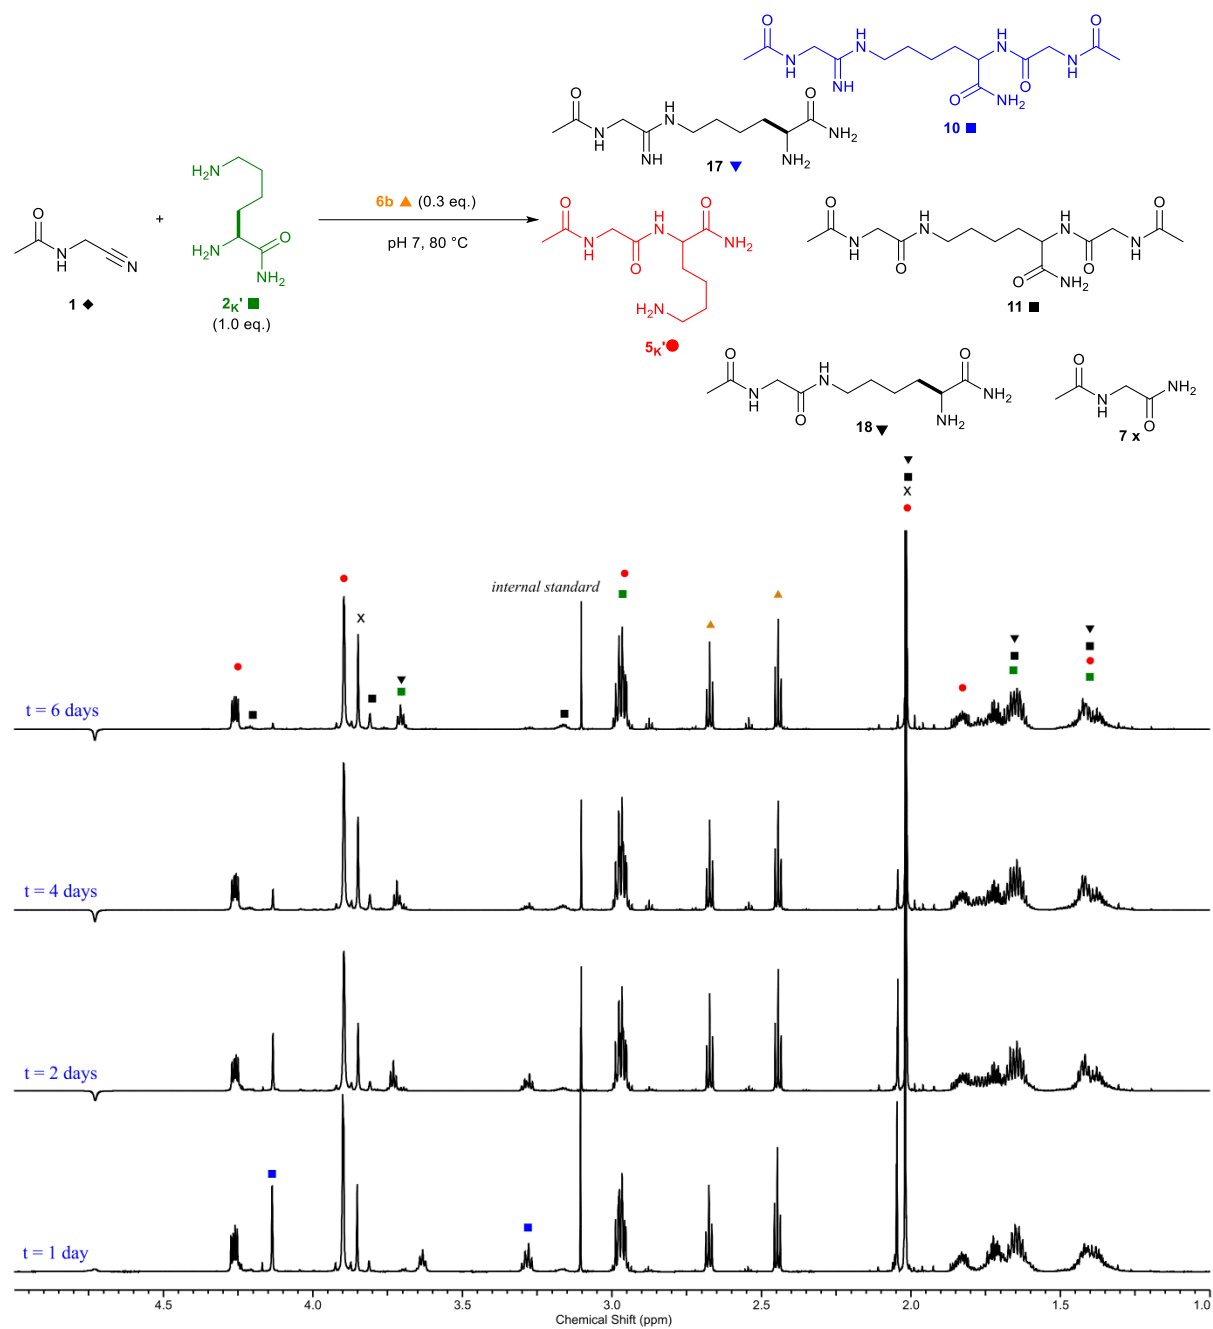 O
N
H
N
1 ◆
+
H2N
H2N
O
NH2
2K' ■
(1.0 eq.)
6b ▲ (0.3 eq.)
pH 7, 80 °C
O
N
H
NH
H
N
O
NH2
H
N
O
O
N
H
10 ■
O
N
H
NH
H
N
O
NH2
NH2
17 ▼
O
N
H
O
H
N
O
NH2
H2N
5K' ●
O
N
H
O
H
N
O
NH2
H
N
O
N
H
O
11 ■
O
N
H
O
H
N
O
NH2
NH2
18 ▼
O
N
H
O
NH2
7 x
x
internal standard
x
t = 6 days
t = 4 days
t = 2 days
t = 1 day
4.5 4.0 3.5 3.0 2.5 2.0 1.5 1.0
Chemical Shift (ppm)